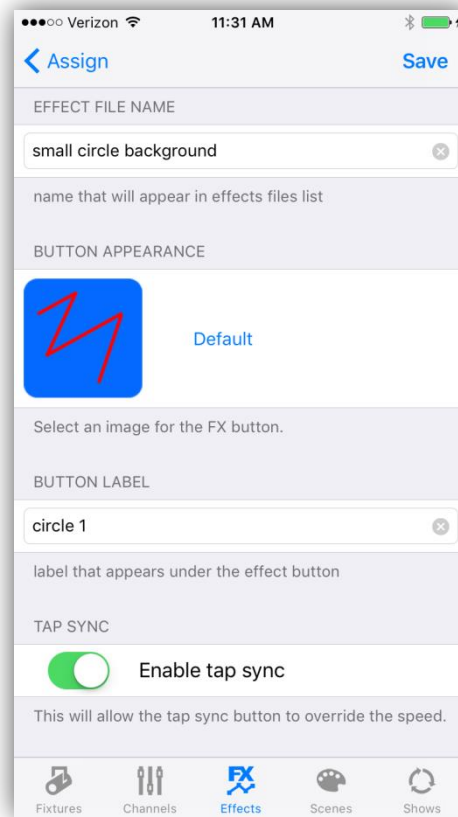 Verizon 11:31 AM
Assign Save
EFFECT FILE NAME
small circle background
name that will appear in effects files list
BUTTON APPEARANCE
Default
Select an image for the FX button.
BUTTON LABEL
circle 1
label that appears under the effect button
TAP SYNC
Enable tap sync
This will allow the tap sync button to override the speed.
FX
Fixtures Channels Effects Scenes Shows